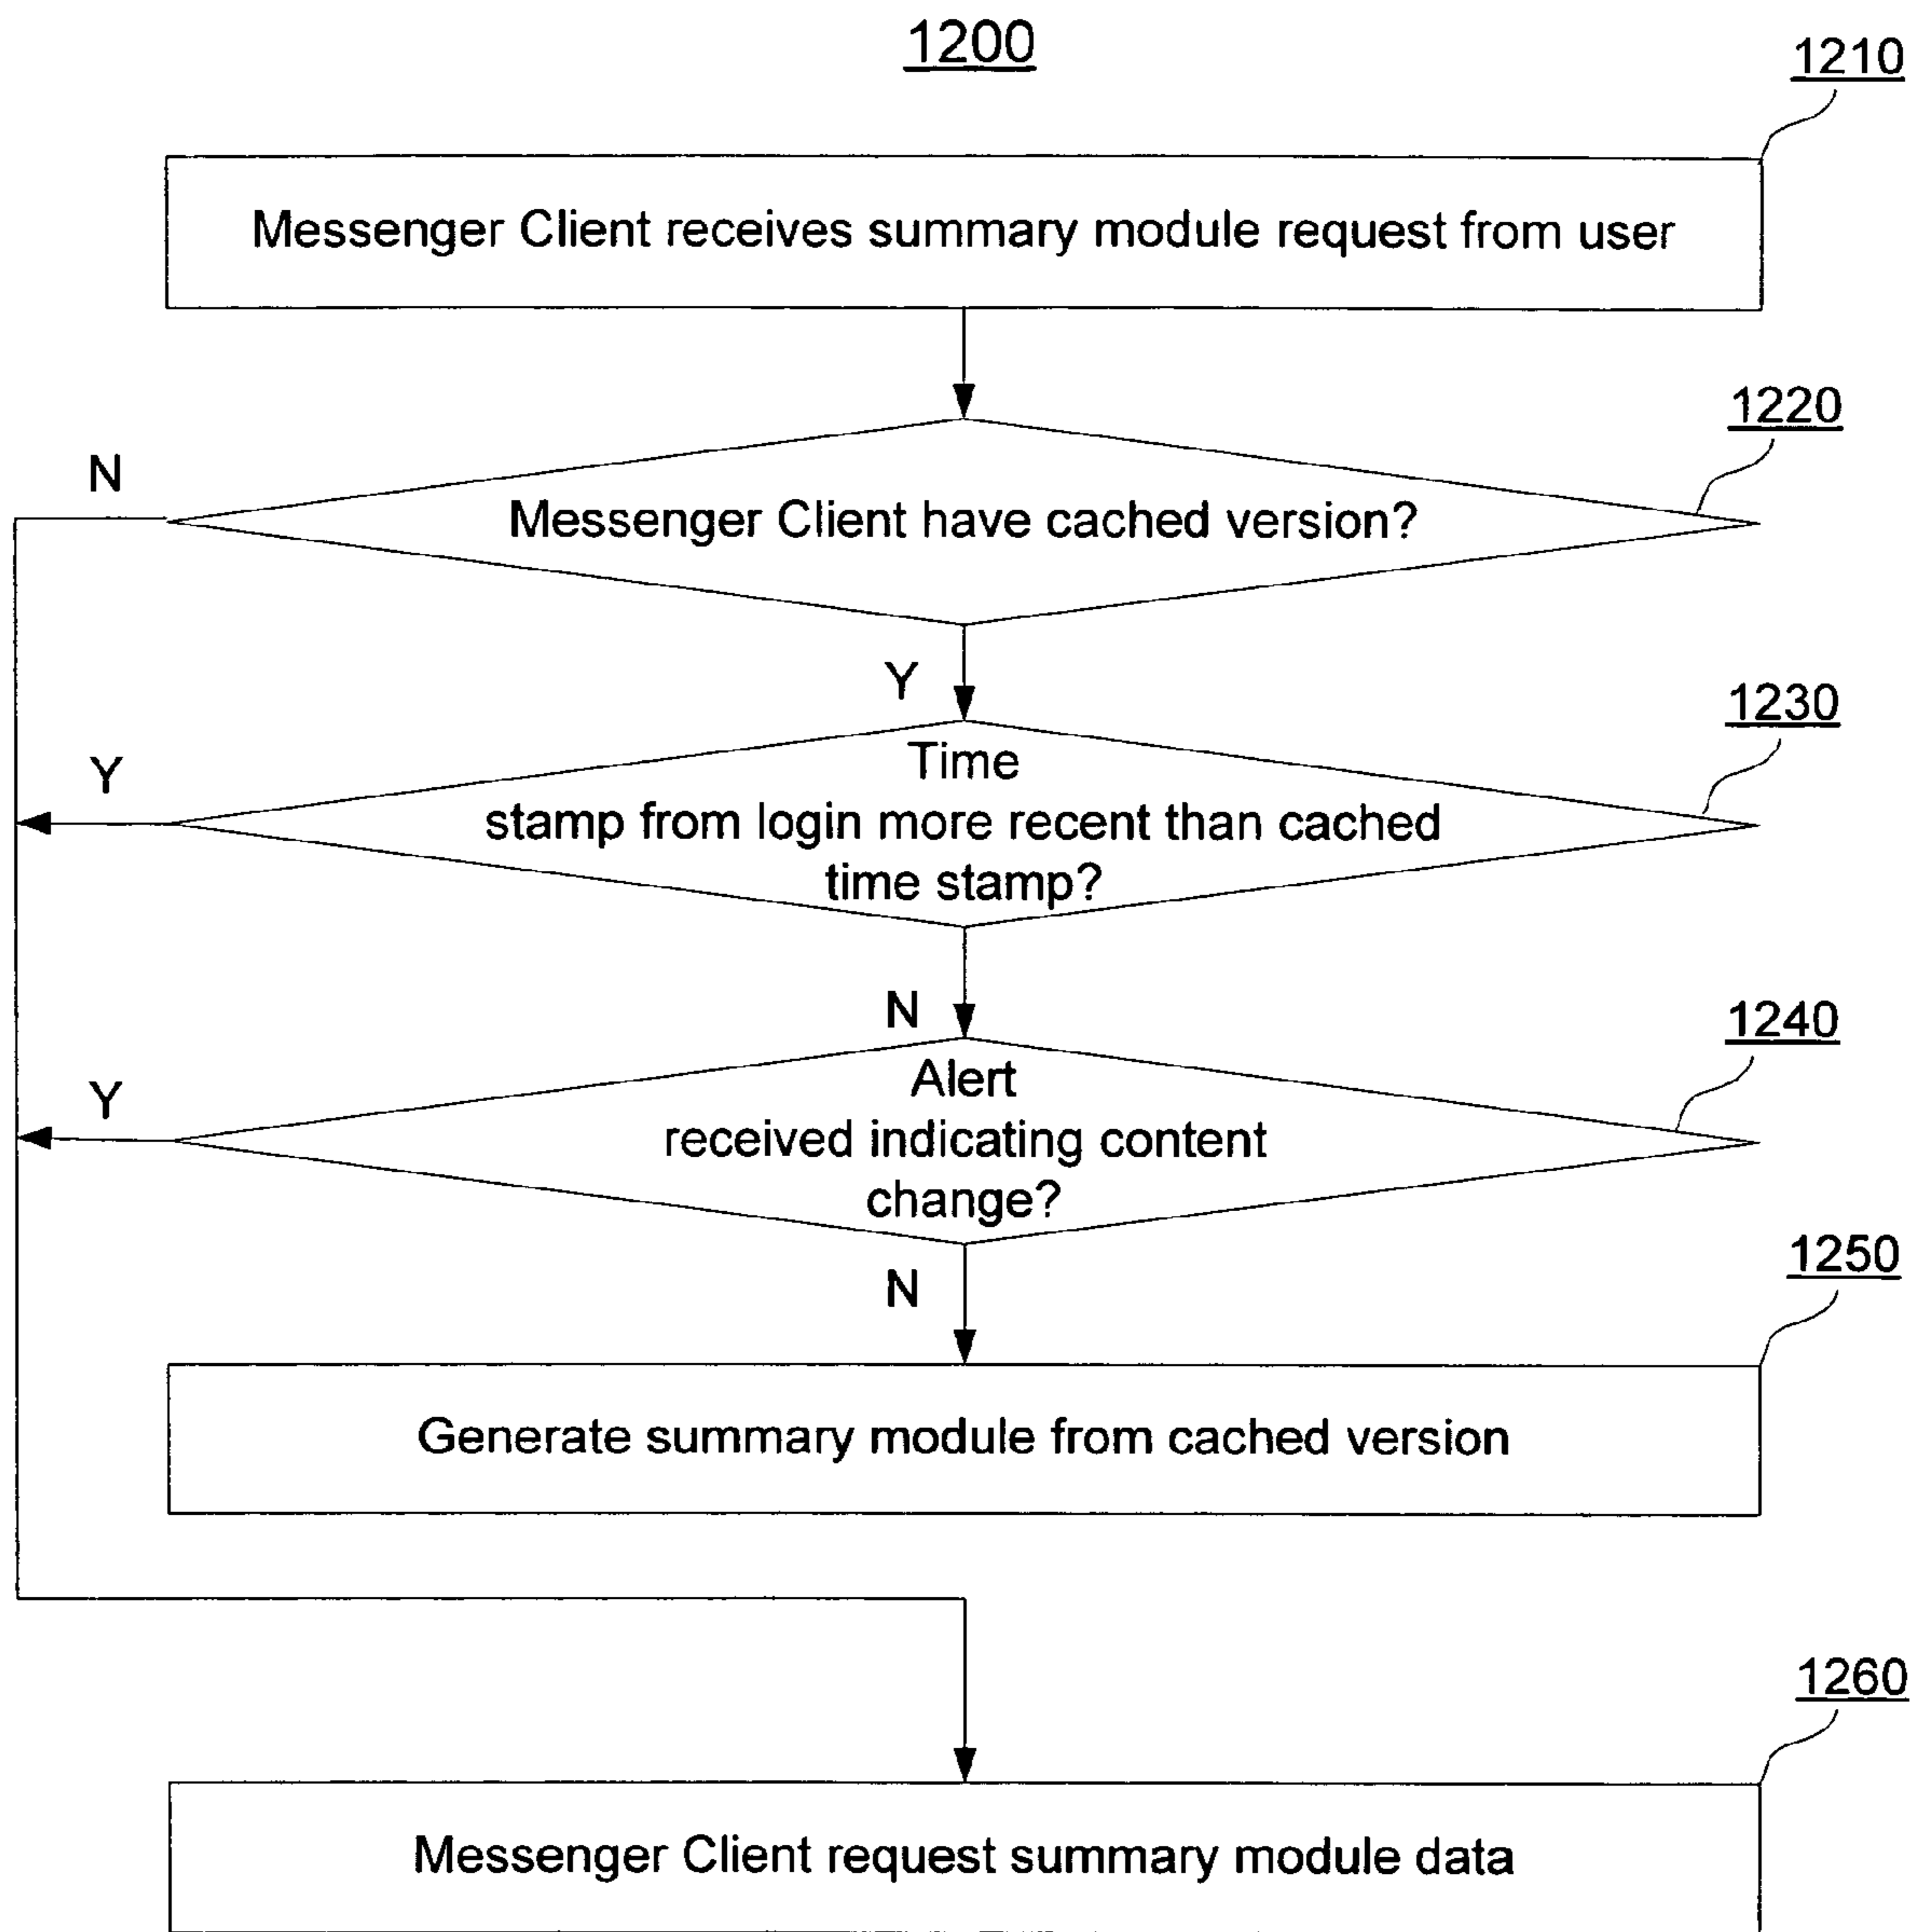 1200
1210
Messenger Client receives summary module request from user
1220
N
Messenger Client have cached version?
Y
1230
Y
Time
stamp from login more recent than cached
time stamp?
N
1240
Y
Alert
received indicating content
change?
N
1250
Generate summary module from cached version
1260
Messenger Client request summary module data